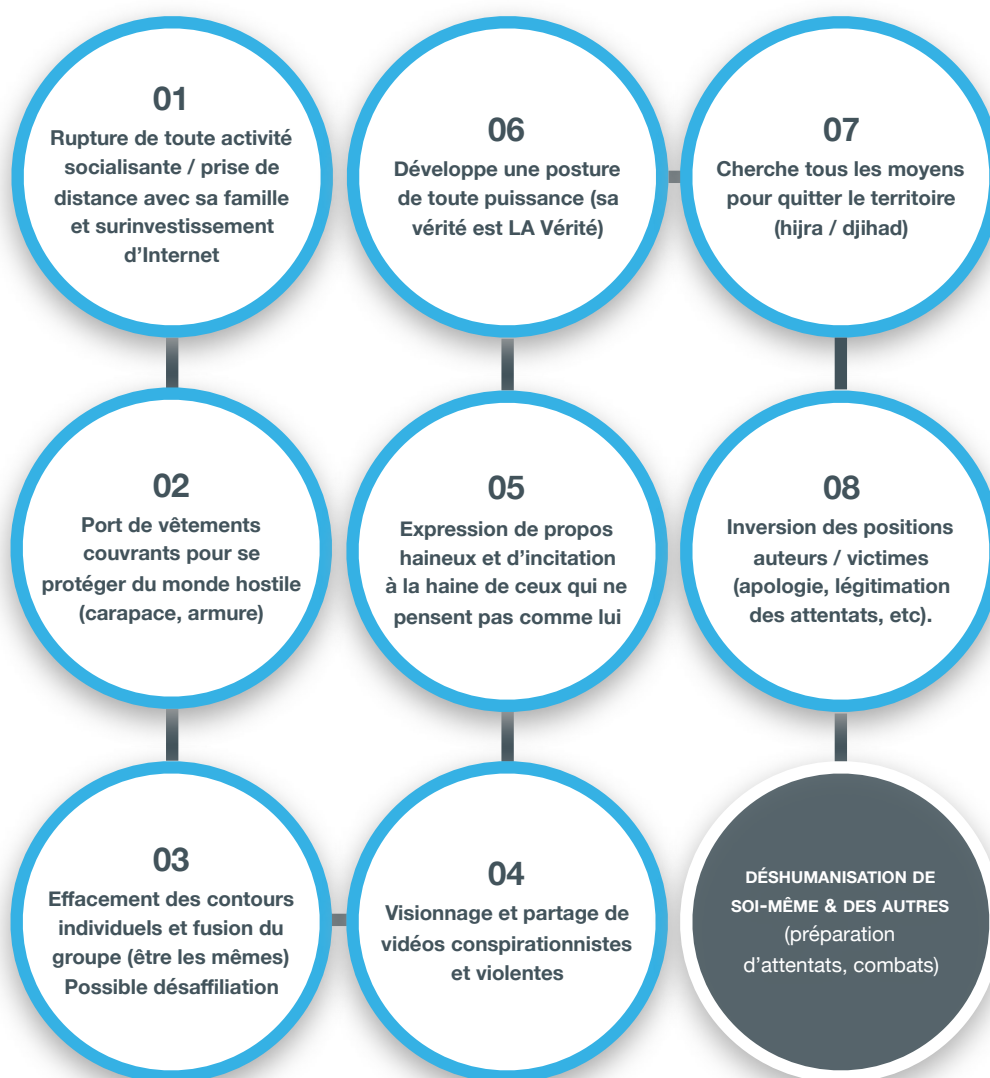 01
Rupture de toute activité
socialisante / prise de
distance avec sa famille
et surinvestissement
d’Internet
02
Port de vêtements
couvrants pour se
protéger du monde hostile
(carapace, armure)
03
Effacement des contours
individuels et fusion du
groupe (être les mêmes)
Possible désaffiliation
04
Visionnage et partage de
vidéos conspirationnistes
et violentes
05
Expression de propos
haineux et d’incitation
à la haine de ceux qui ne
pensent pas comme lui
06
Développe une posture
de toute puissance (sa
vérité est LA Vérité)
07
Cherche tous les moyens
pour quitter le territoire
(hijra / djihad)
08
Inversion des positions
auteurs / victimes
(apologie, légitimation
des attentats, etc).
DÉSHUMANISATION DE
SOI-MÊME & DES AUTRES
(préparation
d’attentats, combats)